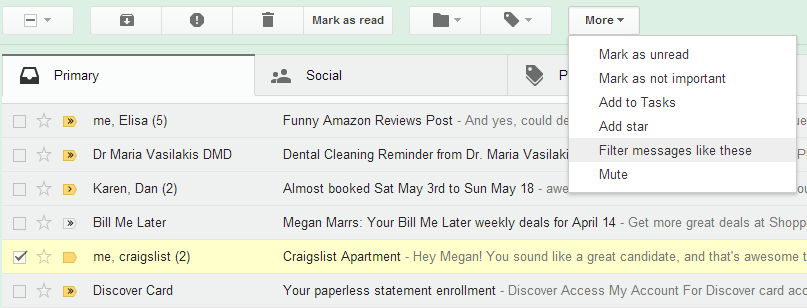 Mark as read
More
Mark as unread
Mark as not important
Add to Tasks
Add star
Filter messages like these
Mute
Primary
Social
P
me, Elisa (5) Funny Amazon Reviews Post - And yes, could de
Dr Maria Vasilakis DMD Dental Cleaning Reminder from Dr. Maria Vasilakis
Karen, Dan (2) Almost booked Sat May 3rd to Sun May 18 - awe
Bill Me Later Megan Marrs: Your Bill Me Later weekly deals for April 14 - Get more great deals at Shopp
me, craigslist (2) Craigslist Apartment - Hey Megan! You sound like a great candidate, and that's awesome t
Discover Card Your paperless statement enrollment - Discover Access My Account For Discover card acc